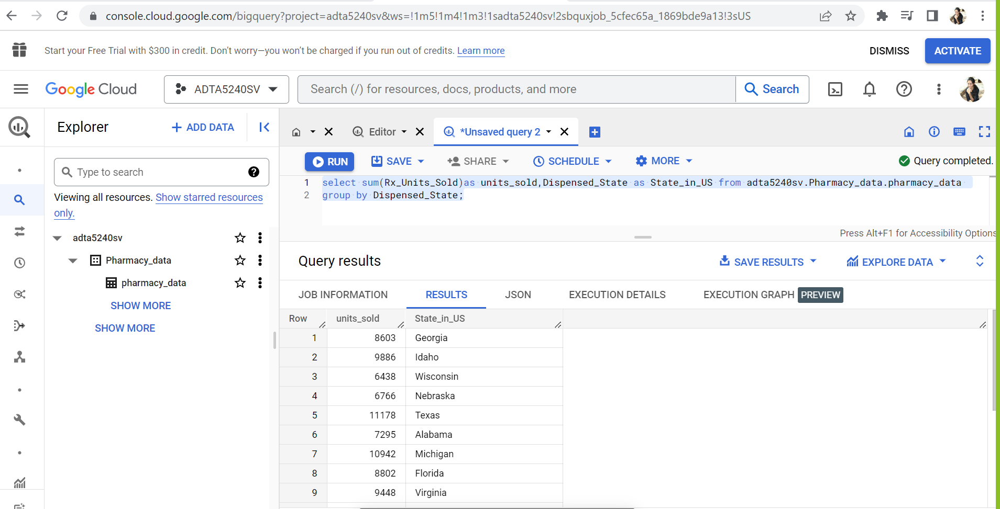 console.cloud.google.com/bigquery?project=adta5240sv&ws=!1m5!1m4!1m3!1sadta5240sv!2sbquxjob_5cfec65a_1869bde9a13!3sUS
Start your Free Trial with $300 in credit. Don't worry—you won't be charged if you run out of credits. Learn more
DISMISS
ACTIVATE
Google Cloud
ADTA5240SV
Search (/) for resources, docs, products, and more
Search
Explorer
+ ADD DATA
Type to search
Viewing all resources. Show starred resources
only.
adta5240sv
Pharmacy_data
pharmacy_data
SHOW MORE
SHOW MORE
Editor
*Unsaved query 2
RUN
SAVE
SHARE
SCHEDULE
MORE
Query completed.
1 select sum(Rx_Units_Sold)as units_sold,Dispensed_State as State_in_US from adta5240sv.Pharmacy_data.pharmacy_data
2 group by Dispensed_State;
Press Alt+F1 for Accessibility Options
Query results
SAVE RESULTS
EXPLORE DATA
JOB INFORMATION RESULTS JSON EXECUTION DETAILS EXECUTION GRAPH PREVIEW
Row units_sold State_in_US
1 8603 Georgia
2 9886 Idaho
3 6438 Wisconsin
4 6766 Nebraska
5 11178 Texas
6 7295 Alabama
7 10942 Michigan
8 8802 Florida
9 9448 Virginia